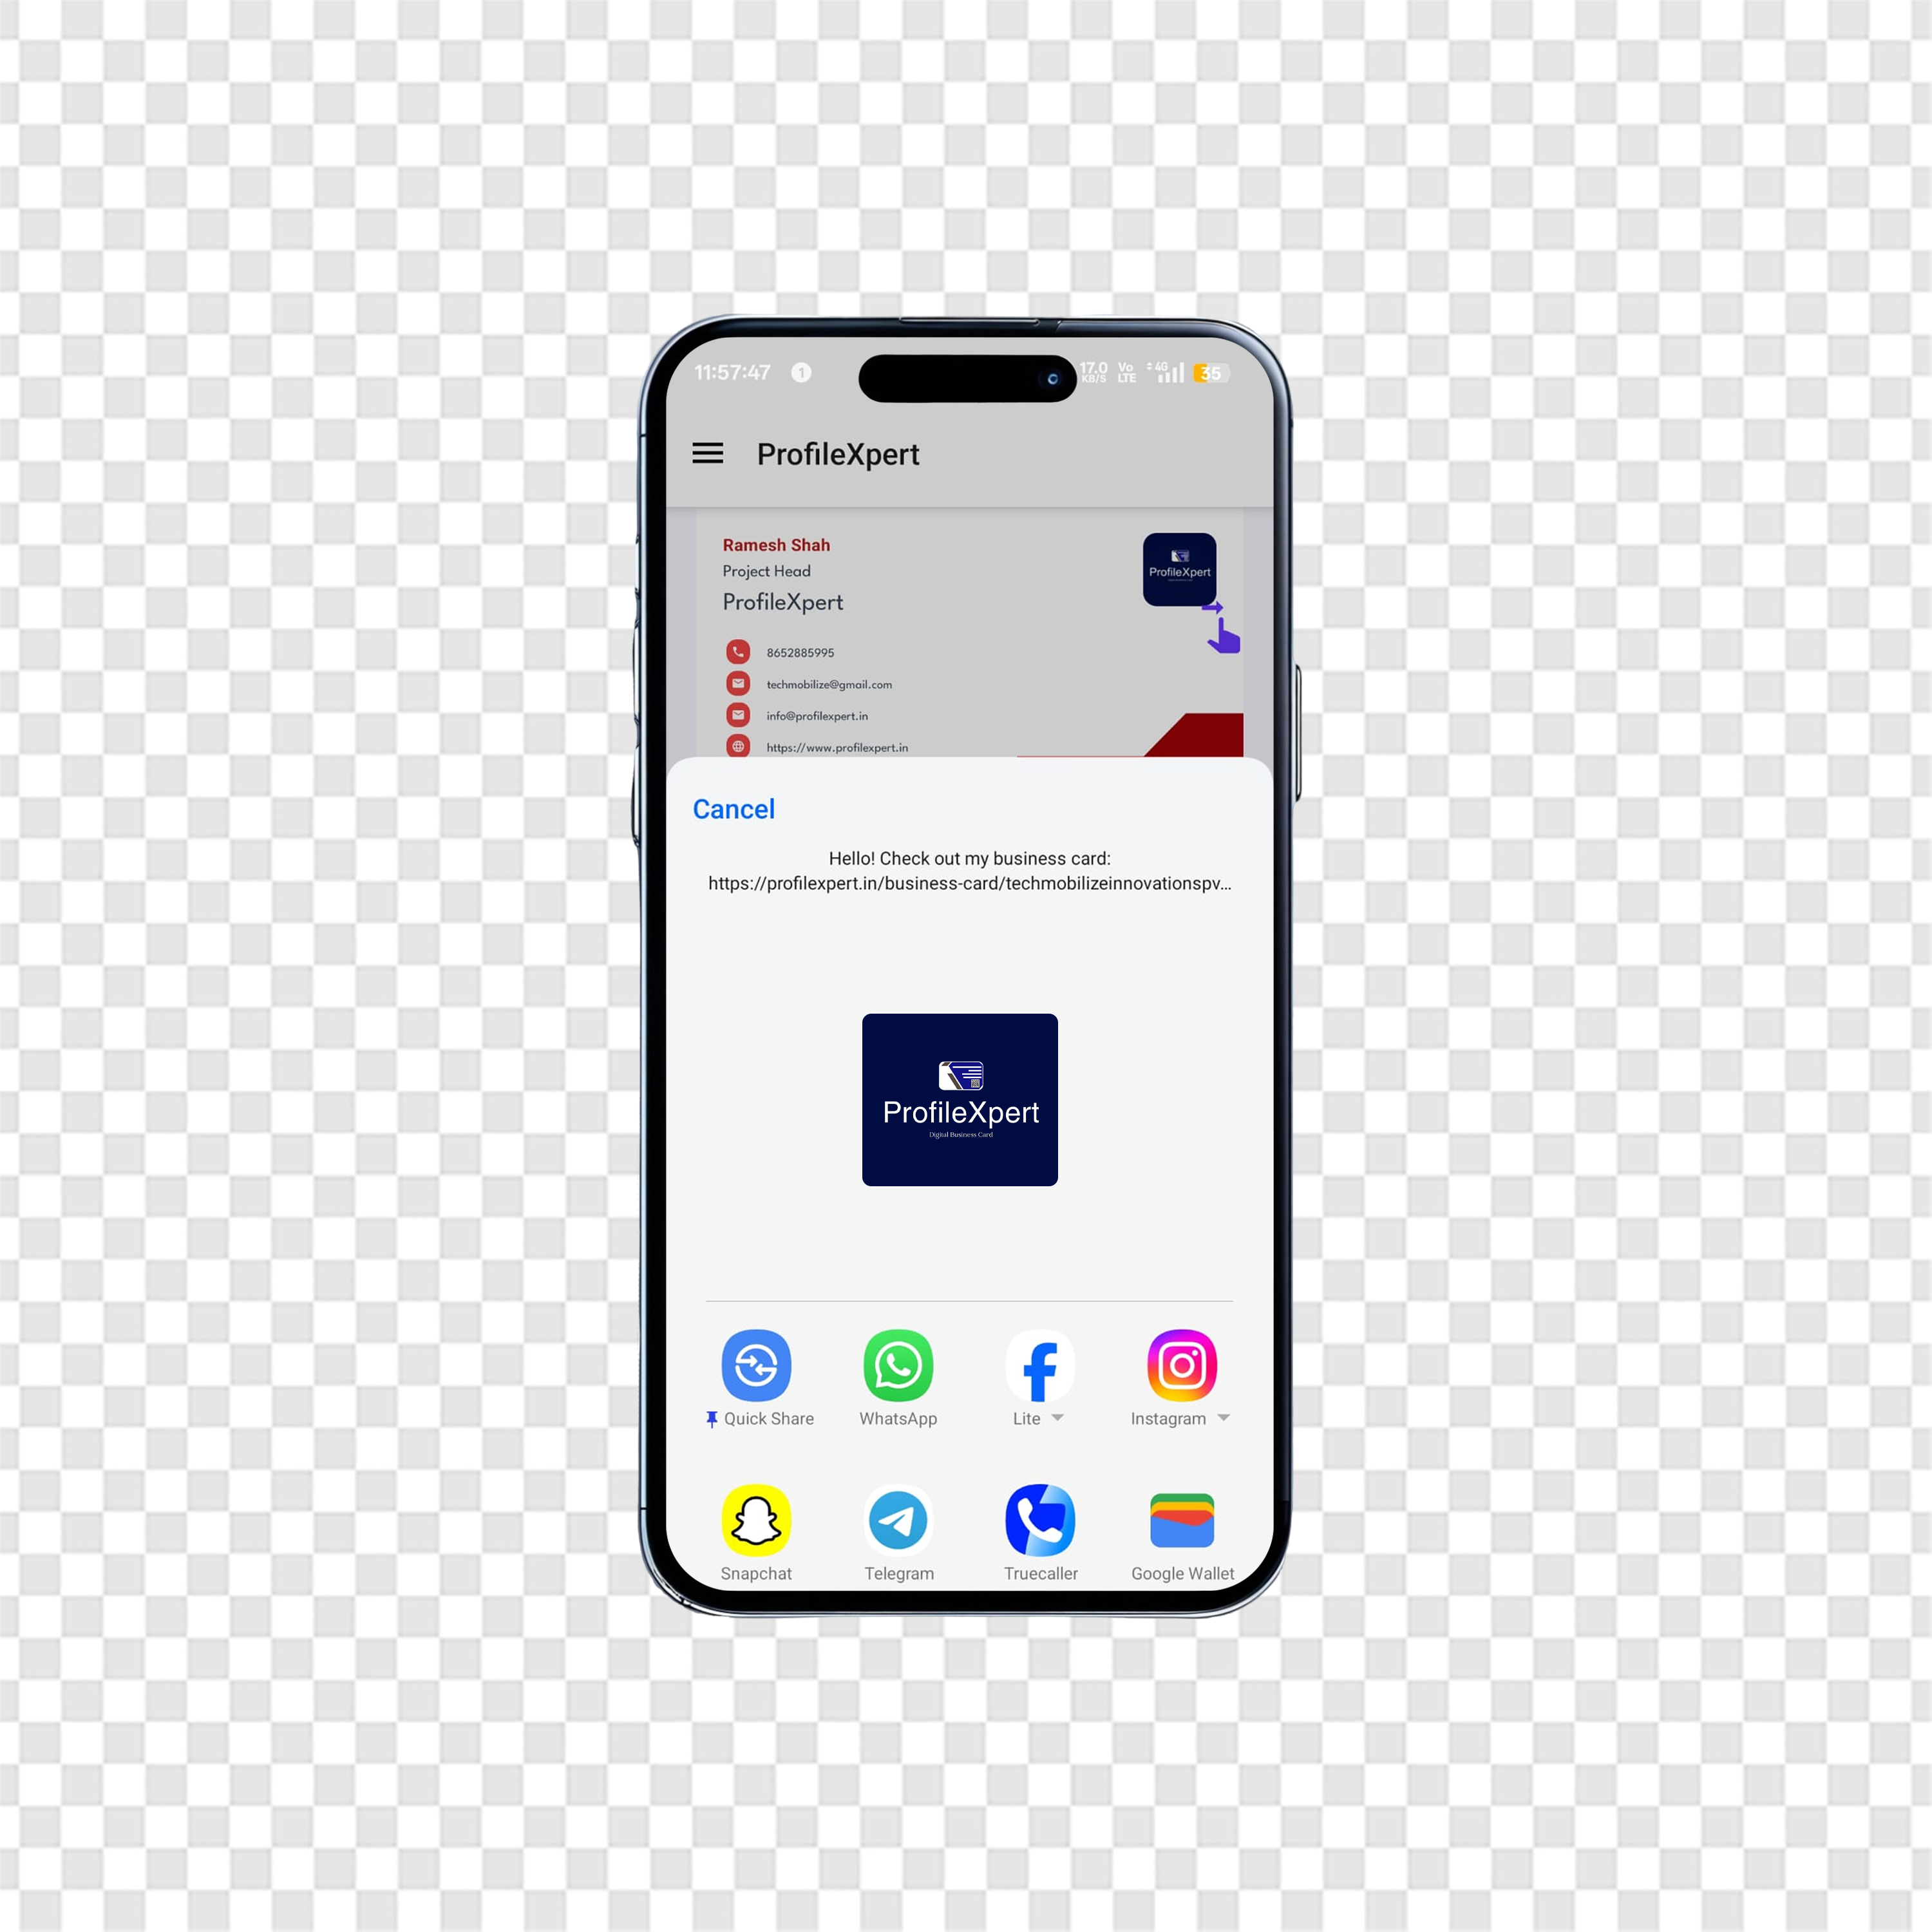 11:57:47 1 17.0 KB/S Vo LTE 4G 35
ProfileXpert
Ramesh Shah
Project Head
ProfileXpert
ProfileXpert
8652885995
techmobilize@gmail.com
info@profilexpert.in
https://www.profilexpert.in
Cancel
Hello! Check out my business card:
https://profilexpert.in/business-card/techmobilizeinnovationspv...
ProfileXpert
Digital Business Card
Quick Share WhatsApp Lite Instagram
Snapchat Telegram Truecaller Google Wallet